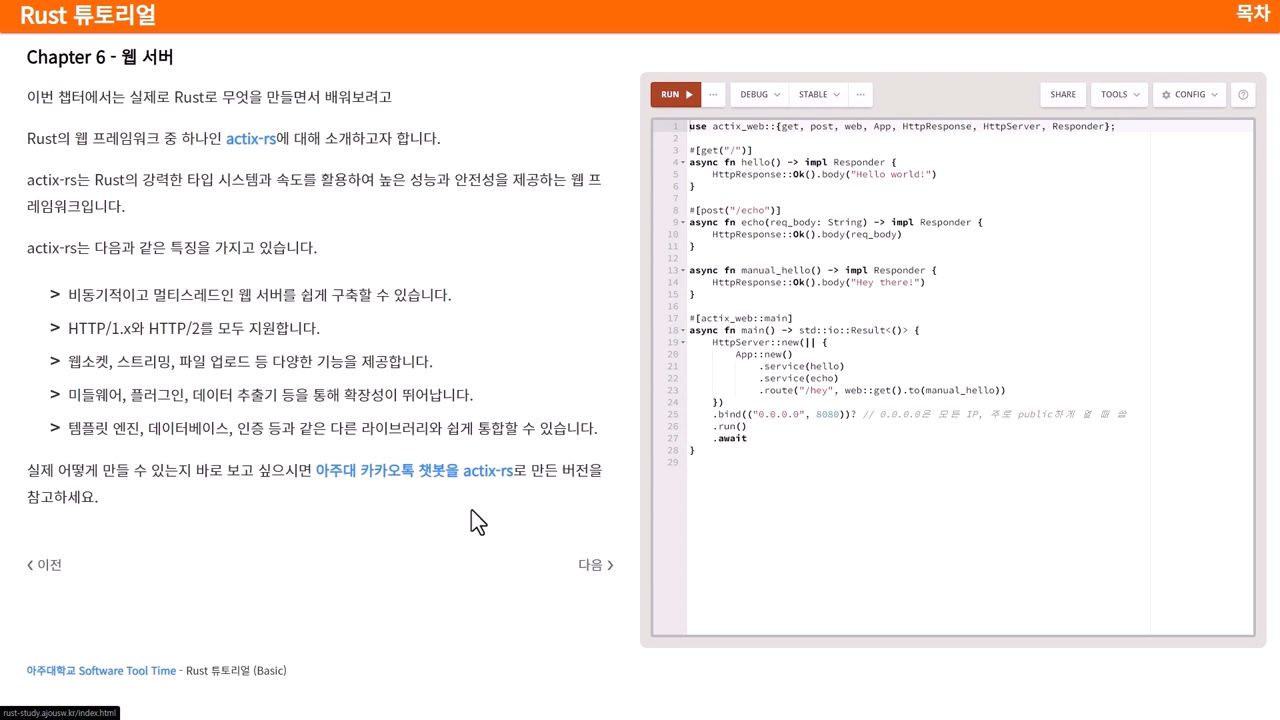 Rust 튜토리얼
목차
Chapter 6 - 웹 서버
이번 챕터에서는 실제로 Rust로 무엇을 만들면서 배워보려고
Rust의 웹 프레임워크 중 하나인 actix-rs에 대해 소개하고자 합니다.
actix-rs는 Rust의 강력한 타입 시스템과 속도를 활용하여 높은 성능과 안전성을 제공하는 웹 프
레임워크입니다.
actix-rs는 다음과 같은 특징을 가지고 있습니다.
> 비동기적이고 멀티스레드인 웹 서버를 쉽게 구축할 수 있습니다.
> HTTP/1.x와 HTTP/2를 모두 지원합니다.
> 웹소켓, 스트리밍, 파일 업로드 등 다양한 기능을 제공합니다.
> 미들웨어, 플러그인, 데이터 추출기 등을 통해 확장성이 뛰어납니다.
> 템플릿 엔진, 데이터베이스, 인증 등과 같은 다른 라이브러리와 쉽게 통합할 수 있습니다.
실제 어떻게 만들 수 있는지 바로 보고 싶으시면 아주대 카카오톡 챗봇을 actix-rs로 만든 버전을
참고하세요.
‹ 이전
다음 ›
아주대학교 Software Tool Time - Rust 튜토리얼 (Basic)
rust-study.ajousw.kr/index.html
RUN ▶ ··· DEBUG STABLE ··· SHARE TOOLS CONFIG ?
1 use actix_web::{get, post, web, App, HttpResponse, HttpServer, Responder};
2
3 #[get("/")]
4 async fn hello() -> impl Responder {
5     HttpResponse::Ok().body("Hello world!")
6 }
7
8 #[post("/echo")]
9 async fn echo(req_body: String) -> impl Responder {
10     HttpResponse::Ok().body(req_body)
11 }
12
13 async fn manual_hello() -> impl Responder {
14     HttpResponse::Ok().body("Hey there!")
15 }
16
17 #[actix_web::main]
18 async fn main() -> std::io::Result<()> {
19     HttpServer::new(|| {
20         App::new()
21             .service(hello)
22             .service(echo)
23             .route("/hey", web::get().to(manual_hello))
24     })
25     .bind(("0.0.0.0", 8080))? // 0.0.0.0은 모든 IP, 주로 public하게 열 때 씀
26     .run()
27     .await
28 }
29